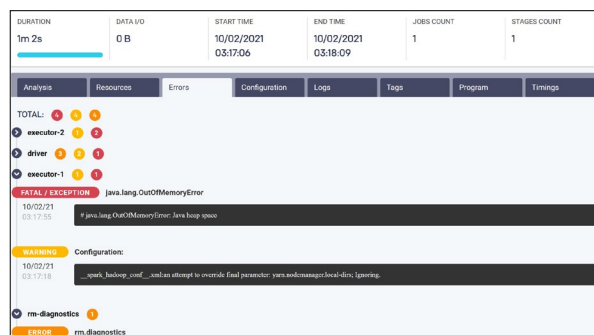 DURATION DATA I/O START TIME END TIME JOBS COUNT STAGES COUNT
1m 2s 0 B 10/02/2021 10/02/2021 1 1
03:17:06 03:18:09
Analysis Resources Errors Configuration Logs Tags Program Timings
TOTAL: 4 4 4
executor-2 1 2
driver 3 2 1
executor-1 1 1
FATAL / EXCEPTION java.lang.OutOfMemoryError
10/02/21
03:17:55 # java.lang.OutOfMemoryError: Java heap space
WARNING Configuration:
10/02/21
03:17:18 __spark_hadoop_conf__.xml:an attempt to override final parameter: yarn.nodemanager.local-dirs; Ignoring.
rm-diagnostics 1
ERROR rm.diagnostics